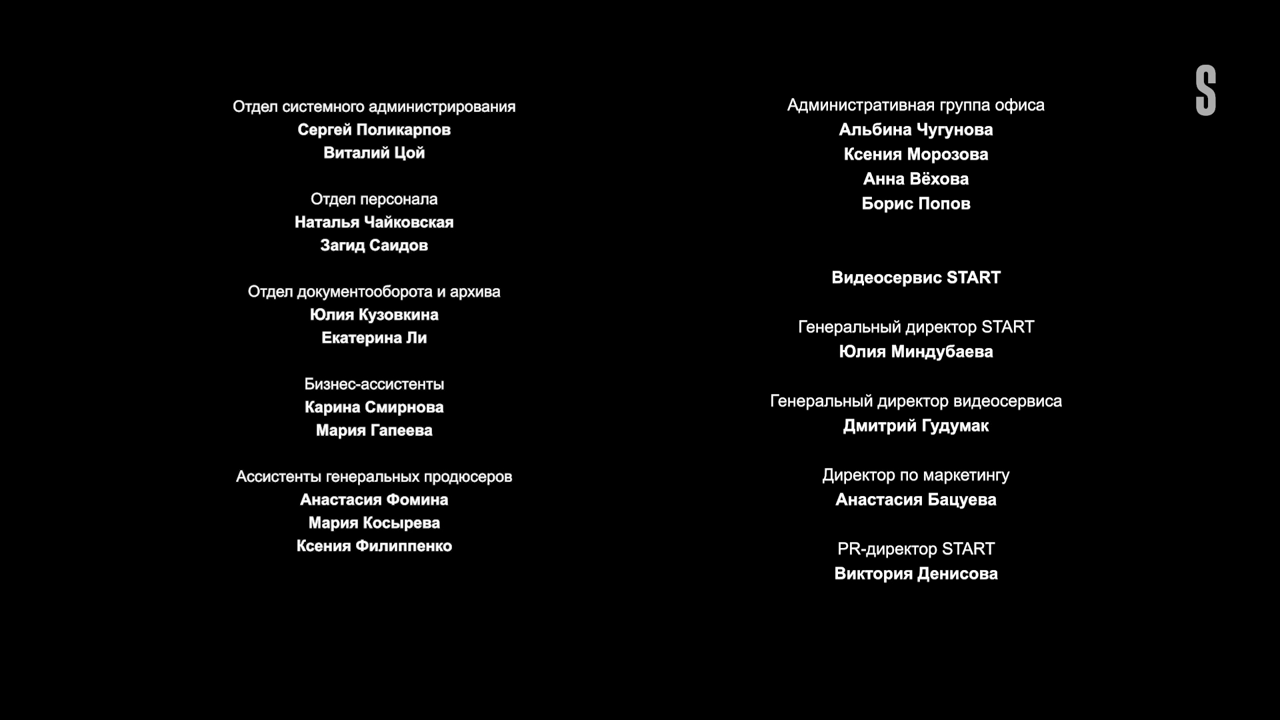 Отдел системного администрирования
Сергей Поликарпов
Виталий Цой
Отдел персонала
Наталья Чайковская
Загид Саидов
Отдел документооборота и архива
Юлия Кузовкина
Екатерина Ли
Бизнес-ассистенты
Карина Смирнова
Мария Гапеева
Ассистенты генеральных продюсеров
Анастасия Фомина
Мария Косырева
Ксения Филиппенко
S
Административная группа офиса
Альбина Чугунова
Ксения Морозова
Анна Вёхова
Борис Попов
Видеосервис START
Генеральный директор START
Юлия Миндубаева
Генеральный директор видеосервиса
Дмитрий Гудумак
Директор по маркетингу
Анастасия Бацуева
PR-директор START
Виктория Денисова